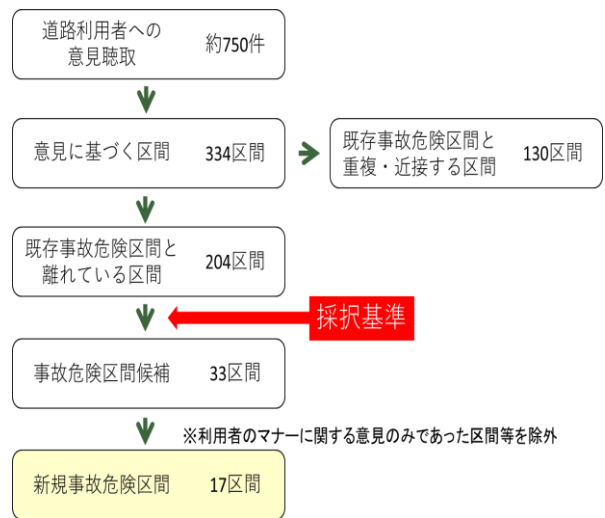 道路利用者への
意見聴取
約750件
意見に基づく区間 334区間
既存事故危険区間と
重複・近接する区間
130区間
既存事故危険区間と
離れている区間
204区間
採択基準
事故危険区間候補 33区間
※利用者のマナーに関する意見のみであった区間等を除外
新規事故危険区間 17区間